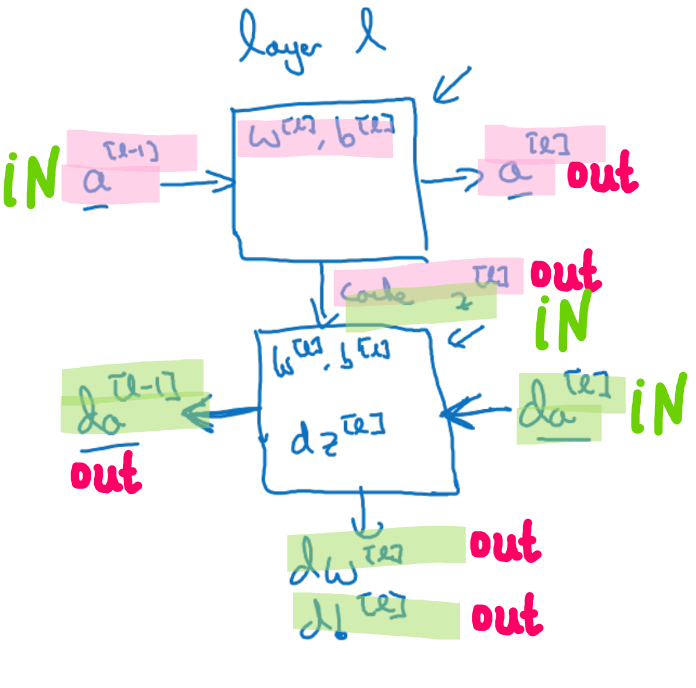 layer l
iN a^[l-1] w^[l], b^[l] a^[l] out
cache z^[l] out
iN
w^[l], b^[l]
da^[l-1] dz^[l] da^[l] iN
out
dw^[l] out
db^[l] out